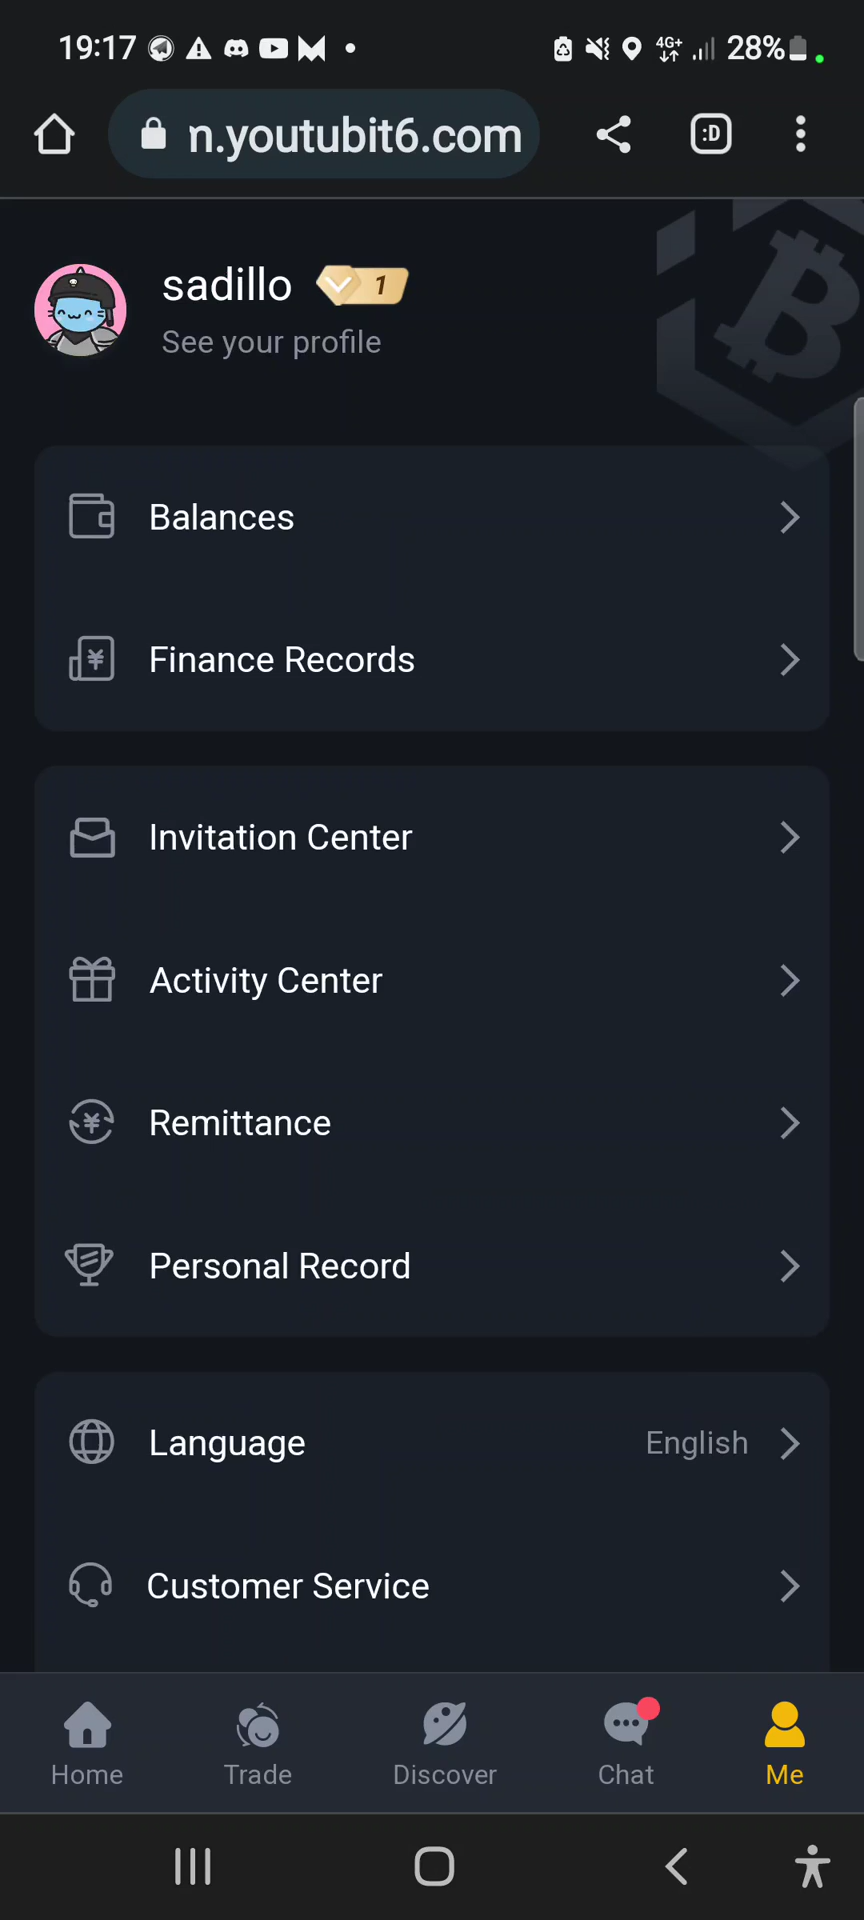 19:17
4G+ 28%
n.youtubit6.com
:D
sadillo 1
See your profile
Balances
Finance Records
Invitation Center
Activity Center
Remittance
Personal Record
Language English
Customer Service
Home Trade Discover Chat Me